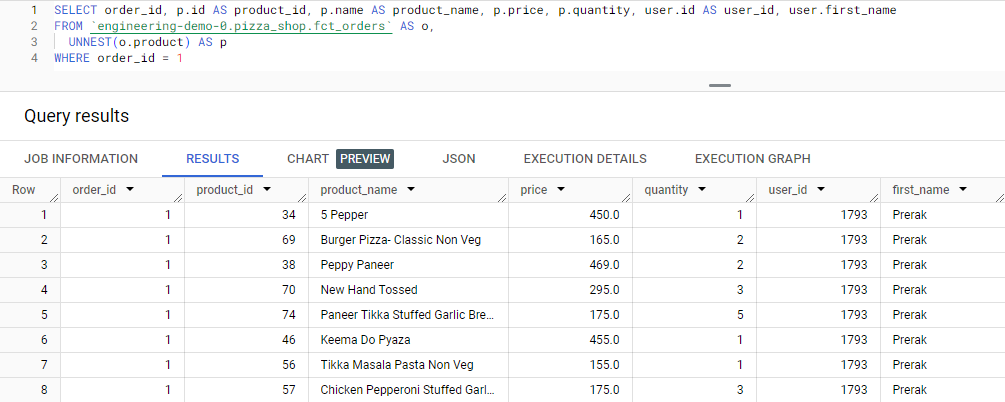 1 SELECT order_id, p.id AS product_id, p.name AS product_name, p.price, p.quantity, user.id AS user_id, user.first_name
2 FROM `engineering-demo-0.pizza_shop.fct_orders` AS o,
3 UNNEST(o.product) AS p
4 WHERE order_id = 1
Query results
JOB INFORMATION RESULTS CHART PREVIEW JSON EXECUTION DETAILS EXECUTION GRAPH
Row order_id product_id product_name price quantity user_id first_name
1 1 34 5 Pepper 450.0 1 1793 Prerak
2 1 69 Burger Pizza- Classic Non Veg 165.0 2 1793 Prerak
3 1 38 Peppy Paneer 469.0 2 1793 Prerak
4 1 70 New Hand Tossed 295.0 3 1793 Prerak
5 1 74 Paneer Tikka Stuffed Garlic Bre... 175.0 5 1793 Prerak
6 1 46 Keema Do Pyaza 455.0 1 1793 Prerak
7 1 56 Tikka Masala Pasta Non Veg 155.0 1 1793 Prerak
8 1 57 Chicken Pepperoni Stuffed Garl... 175.0 3 1793 Prerak